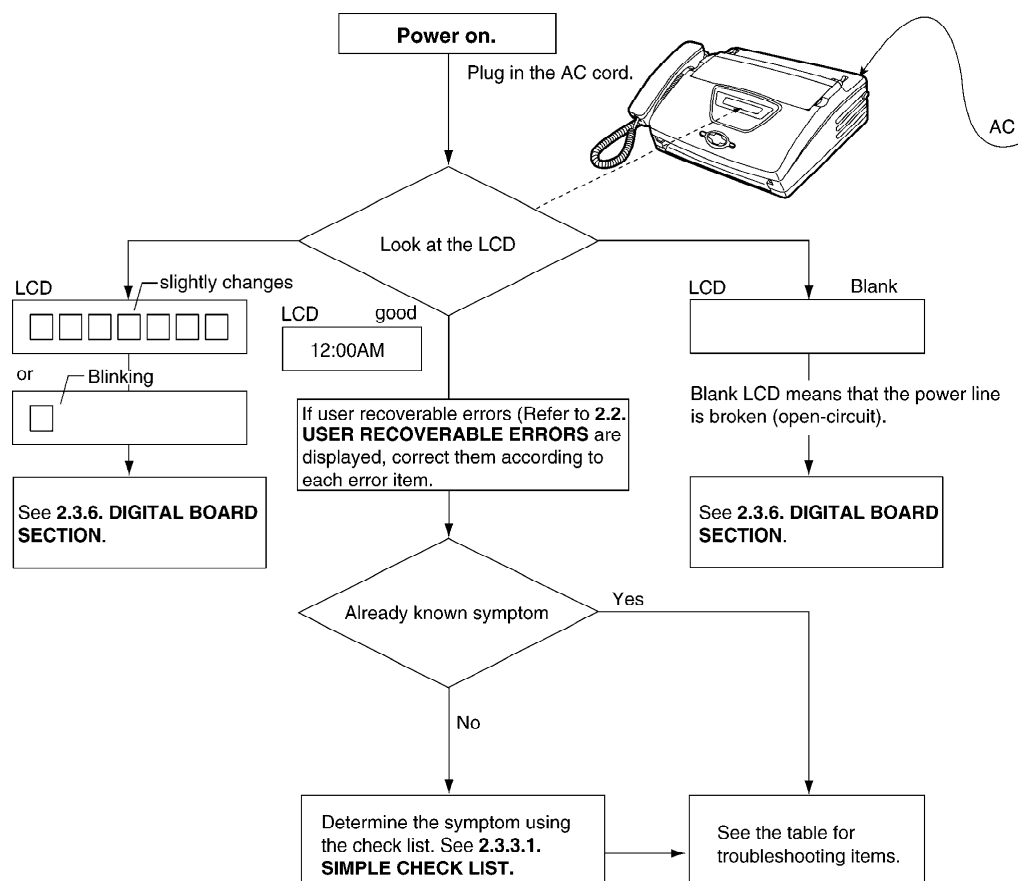 Power on.
Plug in the AC cord.
AC
Look at the LCD
LCD
slightly changes
or
Blinking
See 2.3.6. DIGITAL BOARD
SECTION.
LCD good
12:00AM
If user recoverable errors (Refer to 2.2.
USER RECOVERABLE ERRORS are
displayed, correct them according to
each error item.
LCD Blank
Blank LCD means that the power line
is broken (open-circuit).
See 2.3.6. DIGITAL BOARD
SECTION.
Already known symptom
Yes
No
Determine the symptom using
the check list. See 2.3.3.1.
SIMPLE CHECK LIST.
See the table for
troubleshooting items.